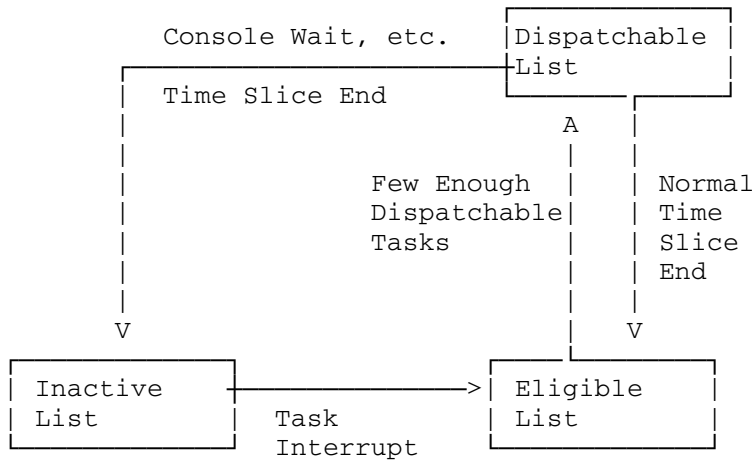 Console Wait, etc.
Dispatchable
List
Time Slice End
A
Few Enough
Dispatchable
Tasks
Normal
Time
Slice
End
V
V
Inactive
List
>
Eligible
List
Task
Interrupt